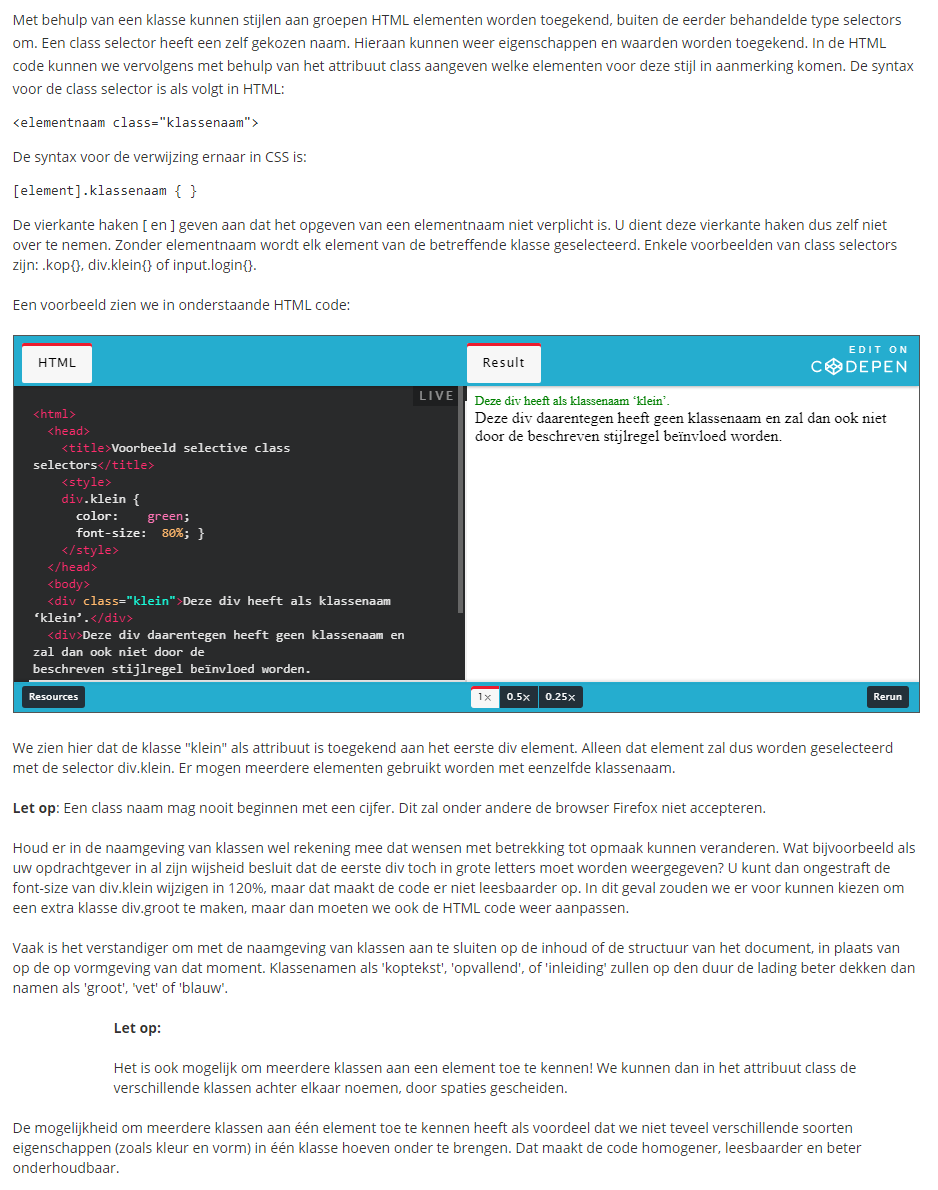 Met behulp van een klasse kunnen stijlen aan groepen HTML elementen worden toegekend, buiten de eerder behandelde type selectors
om. Een class selector heeft een zelf gekozen naam. Hieraan kunnen weer eigenschappen en waarden worden toegekend. In de HTML
code kunnen we vervolgens met behulp van het attribuut class aangeven welke elementen voor deze stijl in aanmerking komen. De syntax
voor de class selector is als volgt in HTML:
<elementnaam class="klassenaam">
De syntax voor de verwijzing ernaar in CSS is:
[element].klassenaam { }
De vierkante haken [ en ] geven aan dat het opgeven van een elementnaam niet verplicht is. U dient deze vierkante haken dus zelf niet
over te nemen. Zonder elementnaam wordt elk element van de betreffende klasse geselecteerd. Enkele voorbeelden van class selectors
zijn: .kop{}, div.klein{} of input.login{}.
Een voorbeeld zien we in onderstaande HTML code:
HTML
Result
EDIT ON
CODEPEN
LIVE
<html>
<head>
<title>Voorbeeld selective class
selectors</title>
<style>
div.klein {
color: green;
font-size: 80%; }
</style>
</head>
<body>
<div class="klein">Deze div heeft als klassenaam
‘klein’.</div>
<div>Deze div daarentegen heeft geen klassenaam en
zal dan ook niet door de
beschreven stijlregel beïnvloed worden.
Deze div heeft als klassenaam ‘klein’.
Deze div daarentegen heeft geen klassenaam en zal dan ook niet
door de beschreven stijlregel beïnvloed worden.
Resources
1x 0.5x 0.25x
Rerun
We zien hier dat de klasse "klein" als attribuut is toegekend aan het eerste div element. Alleen dat element zal dus worden geselecteerd
met de selector div.klein. Er mogen meerdere elementen gebruikt worden met eenzelfde klassenaam.
Let op: Een class naam mag nooit beginnen met een cijfer. Dit zal onder andere de browser Firefox niet accepteren.
Houd er in de naamgeving van klassen wel rekening mee dat wensen met betrekking tot opmaak kunnen veranderen. Wat bijvoorbeeld als
uw opdrachtgever in al zijn wijsheid besluit dat de eerste div toch in grote letters moet worden weergegeven? U kunt dan ongestraft de
font-size van div.klein wijzigen in 120%, maar dat maakt de code er niet leesbaarder op. In dit geval zouden we er voor kunnen kiezen om
een extra klasse div.groot te maken, maar dan moeten we ook de HTML code weer aanpassen.
Vaak is het verstandiger om met de naamgeving van klassen aan te sluiten op de inhoud of de structuur van het document, in plaats van
op de op vormgeving van dat moment. Klassenamen als 'koptekst', 'opvallend', of 'inleiding' zullen op den duur de lading beter dekken dan
namen als 'groot', 'vet' of 'blauw'.
Let op:
Het is ook mogelijk om meerdere klassen aan een element toe te kennen! We kunnen dan in het attribuut class de
verschillende klassen achter elkaar noemen, door spaties gescheiden.
De mogelijkheid om meerdere klassen aan één element toe te kennen heeft als voordeel dat we niet teveel verschillende soorten
eigenschappen (zoals kleur en vorm) in één klasse hoeven onder te brengen. Dat maakt de code homogener, leesbaarder en beter
onderhoudbaar.